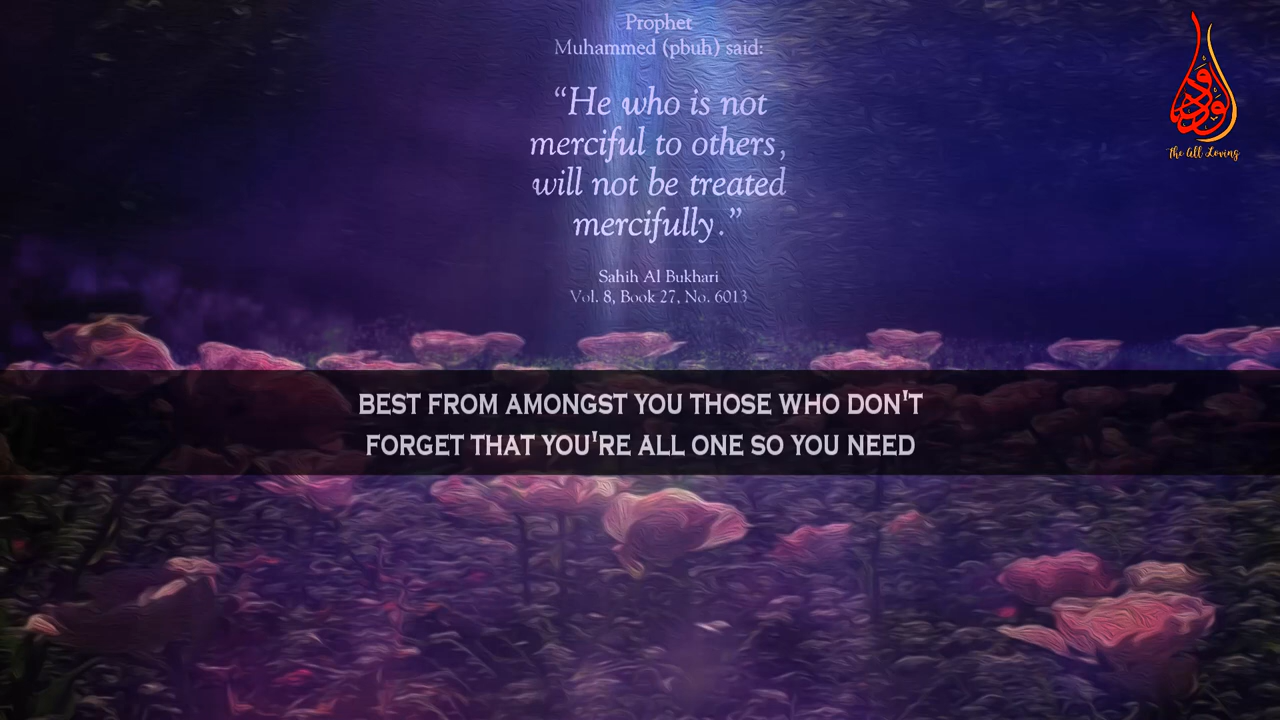 Prophet
Muhammed (pbuh) said:
“He who is not
merciful to others,
will not be treated
mercifully.”
Sahih Al Bukhari
Vol. 8, Book 27, No. 6013
الودود
The All Loving
BEST FROM AMONGST YOU THOSE WHO DON'T
FORGET THAT YOU'RE ALL ONE SO YOU NEED